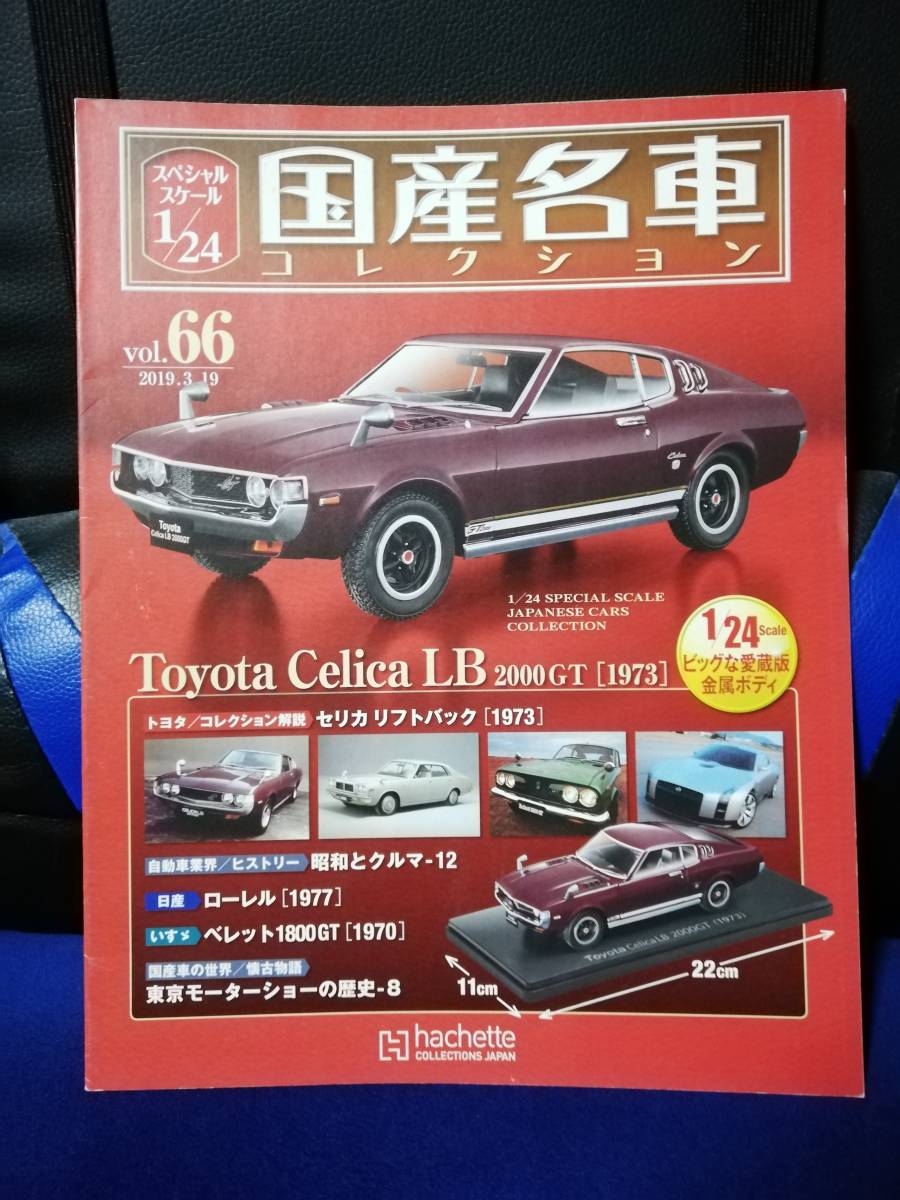 スペシャル
スケール
1/24
国産名車
コレクション
vol.66
2019.3.19
Celica
GT2000
Toyota
Celica LB 2000GT
1/24 SPECIAL SCALE
JAPANESE CARS
COLLECTION
1/24 Scale
ビッグな愛蔵版
金属ボディ
Toyota Celica LB 2000 GT [1973]
トヨタ/コレクション解説 セリカ リフトバック [1973]
自動車業界/ヒストリー 昭和とクルマ-12
日産 ローレル [1977]
いすゞ ベレット1800GT [1970]
国産車の世界/懐古物語
東京モーターショーの歴史-8
Toyota Celica LB 2000GT (1973)
11cm
22cm
hachette
COLLECTIONS JAPAN